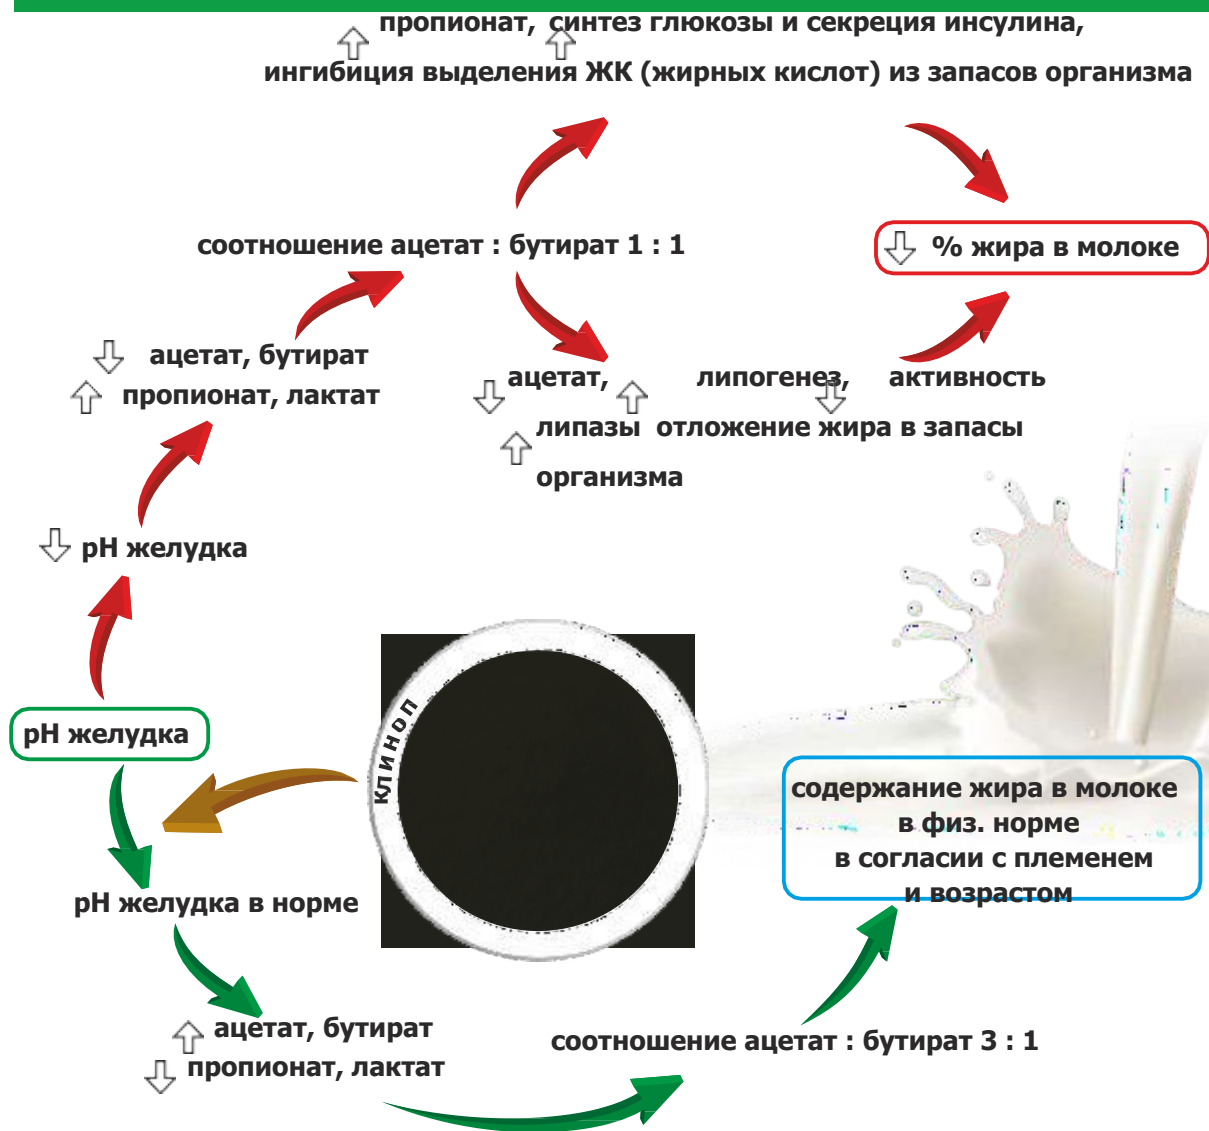 пропионат, синтез глюкозы и секреция инсулина,
ингибиция выделения ЖК (жирных кислот) из запасов организма
соотношение ацетат : бутират 1 : 1
% жира в молоке
ацетат, бутират
пропионат, лактат
ацетат, липогенез, активность
липазы отложение жира в запасы
организма
pH желудка
pH желудка
Клиноп
содержание жира в молоке
в физ. норме
в согласии с племенем
и возрастом
pH желудка в норме
ацетат, бутират
пропионат, лактат
соотношение ацетат : бутират 3 : 1